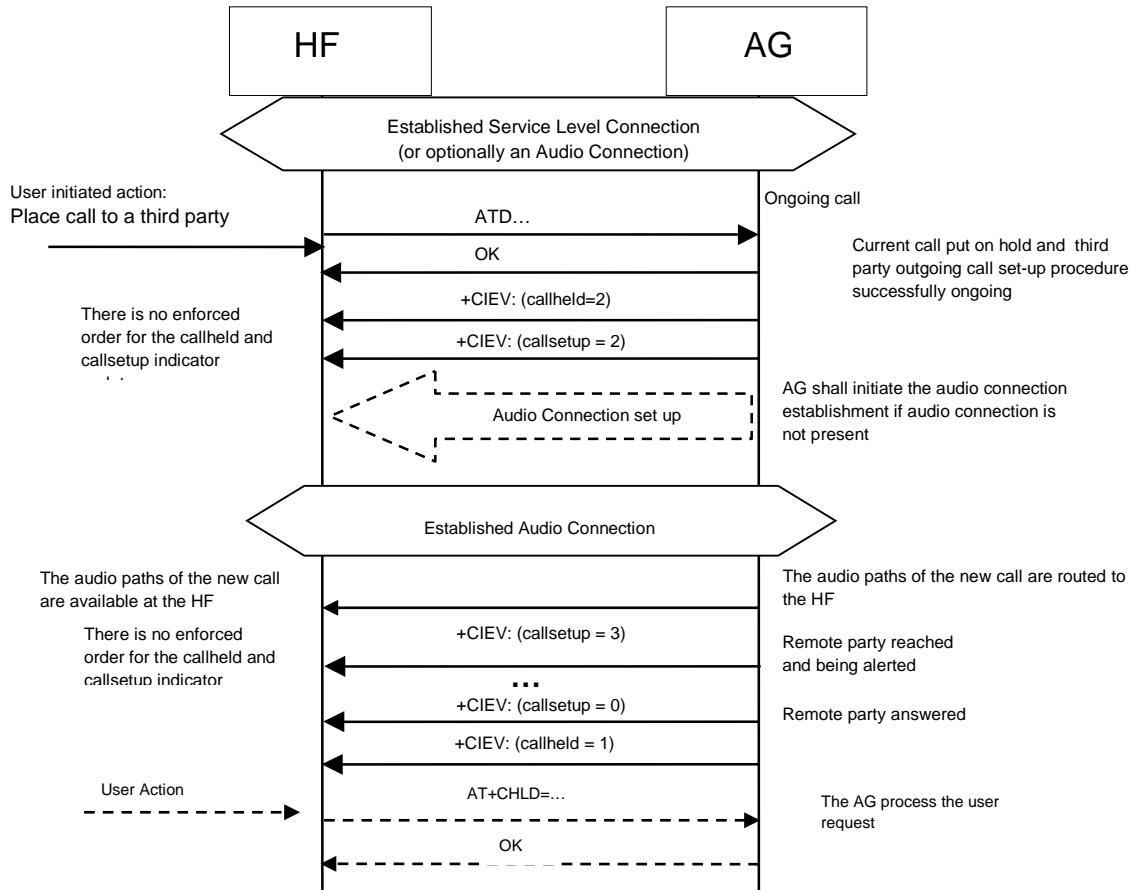 HF
AG
Established Service Level Connection
(or optionally an Audio Connection)
User initiated action:
Place call to a third party
Ongoing call
ATD…
OK
Current call put on hold and third
party outgoing call set-up procedure
successfully ongoing
There is no enforced
order for the callheld and
callsetup indicator
+CIEV: (callheld=2)
+CIEV: (callsetup = 2)
Audio Connection set up
AG shall initiate the audio connection
establishment if audio connection is
not present
Established Audio Connection
The audio paths of the new call
are available at the HF
The audio paths of the new call are routed to
the HF
There is no enforced
order for the callheld and
callsetup indicator
+CIEV: (callsetup = 3)
Remote party reached
and being alerted
…
+CIEV: (callsetup = 0)
Remote party answered
+CIEV: (callheld = 1)
User Action
AT+CHLD=…
The AG process the user
request
OK